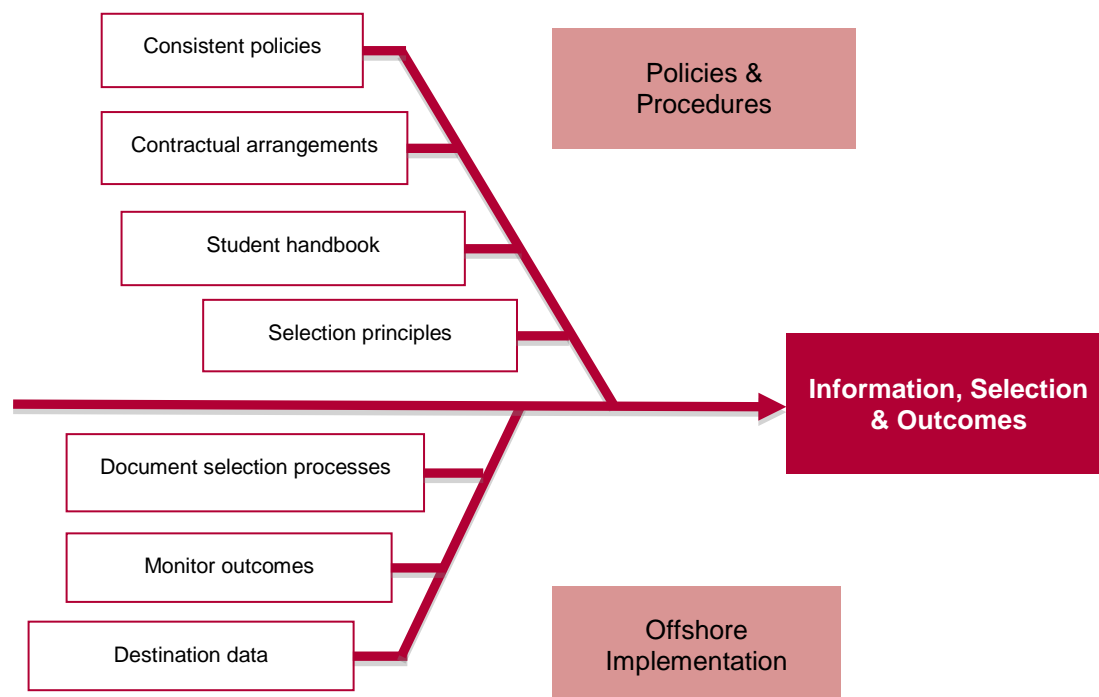 Consistent policies
Policies &
Procedures
Contractual arrangements
Student handbook
Selection principles
Information, Selection
& Outcomes
Document selection processes
Monitor outcomes
Offshore
Implementation
Destination data